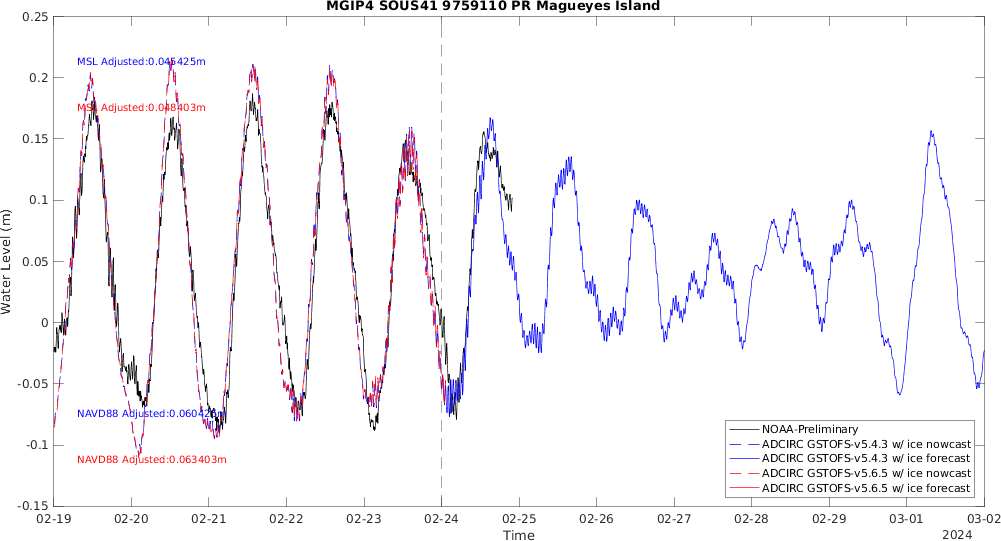 MGIP4 SOUS41 9759110 PR Magueyes Island
0.25
0.2
0.15
0.1
0.05
0
-0.05
-0.1
-0.15
Water Level (m)
MSL Adjusted:0.045425m
MSL Adjusted:0.048403m
NAVD88 Adjusted:0.060425m
NAVD88 Adjusted:0.063403m
NOAA-Preliminary
ADCIRC GSTOFS-v5.4.3 w/ ice nowcast
ADCIRC GSTOFS-v5.4.3 w/ ice forecast
ADCIRC GSTOFS-v5.6.5 w/ ice nowcast
ADCIRC GSTOFS-v5.6.5 w/ ice forecast
02-19 02-20 02-21 02-22 02-23 02-24 02-25 02-26 02-27 02-28 02-29 03-01 03-02
Time
2024